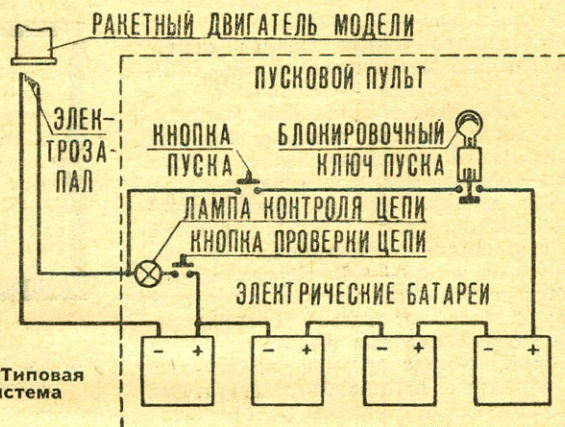 РАКЕТНЫЙ ДВИГАТЕЛЬ МОДЕЛИ
ПУСКОВОЙ ПУЛЬТ
ЭЛЕК-
ТРОЗА-
ПАЛ
КНОПКА
ПУСКА
БЛОКИРОВОЧНЫЙ
КЛЮЧ ПУСКА
ЛАМПА КОНТРОЛЯ ЦЕПИ
КНОПКА ПРОВЕРКИ ЦЕПИ
ЭЛЕКТРИЧЕСКИЕ БАТАРЕИ
- + - + - + - +
Типовая
истема